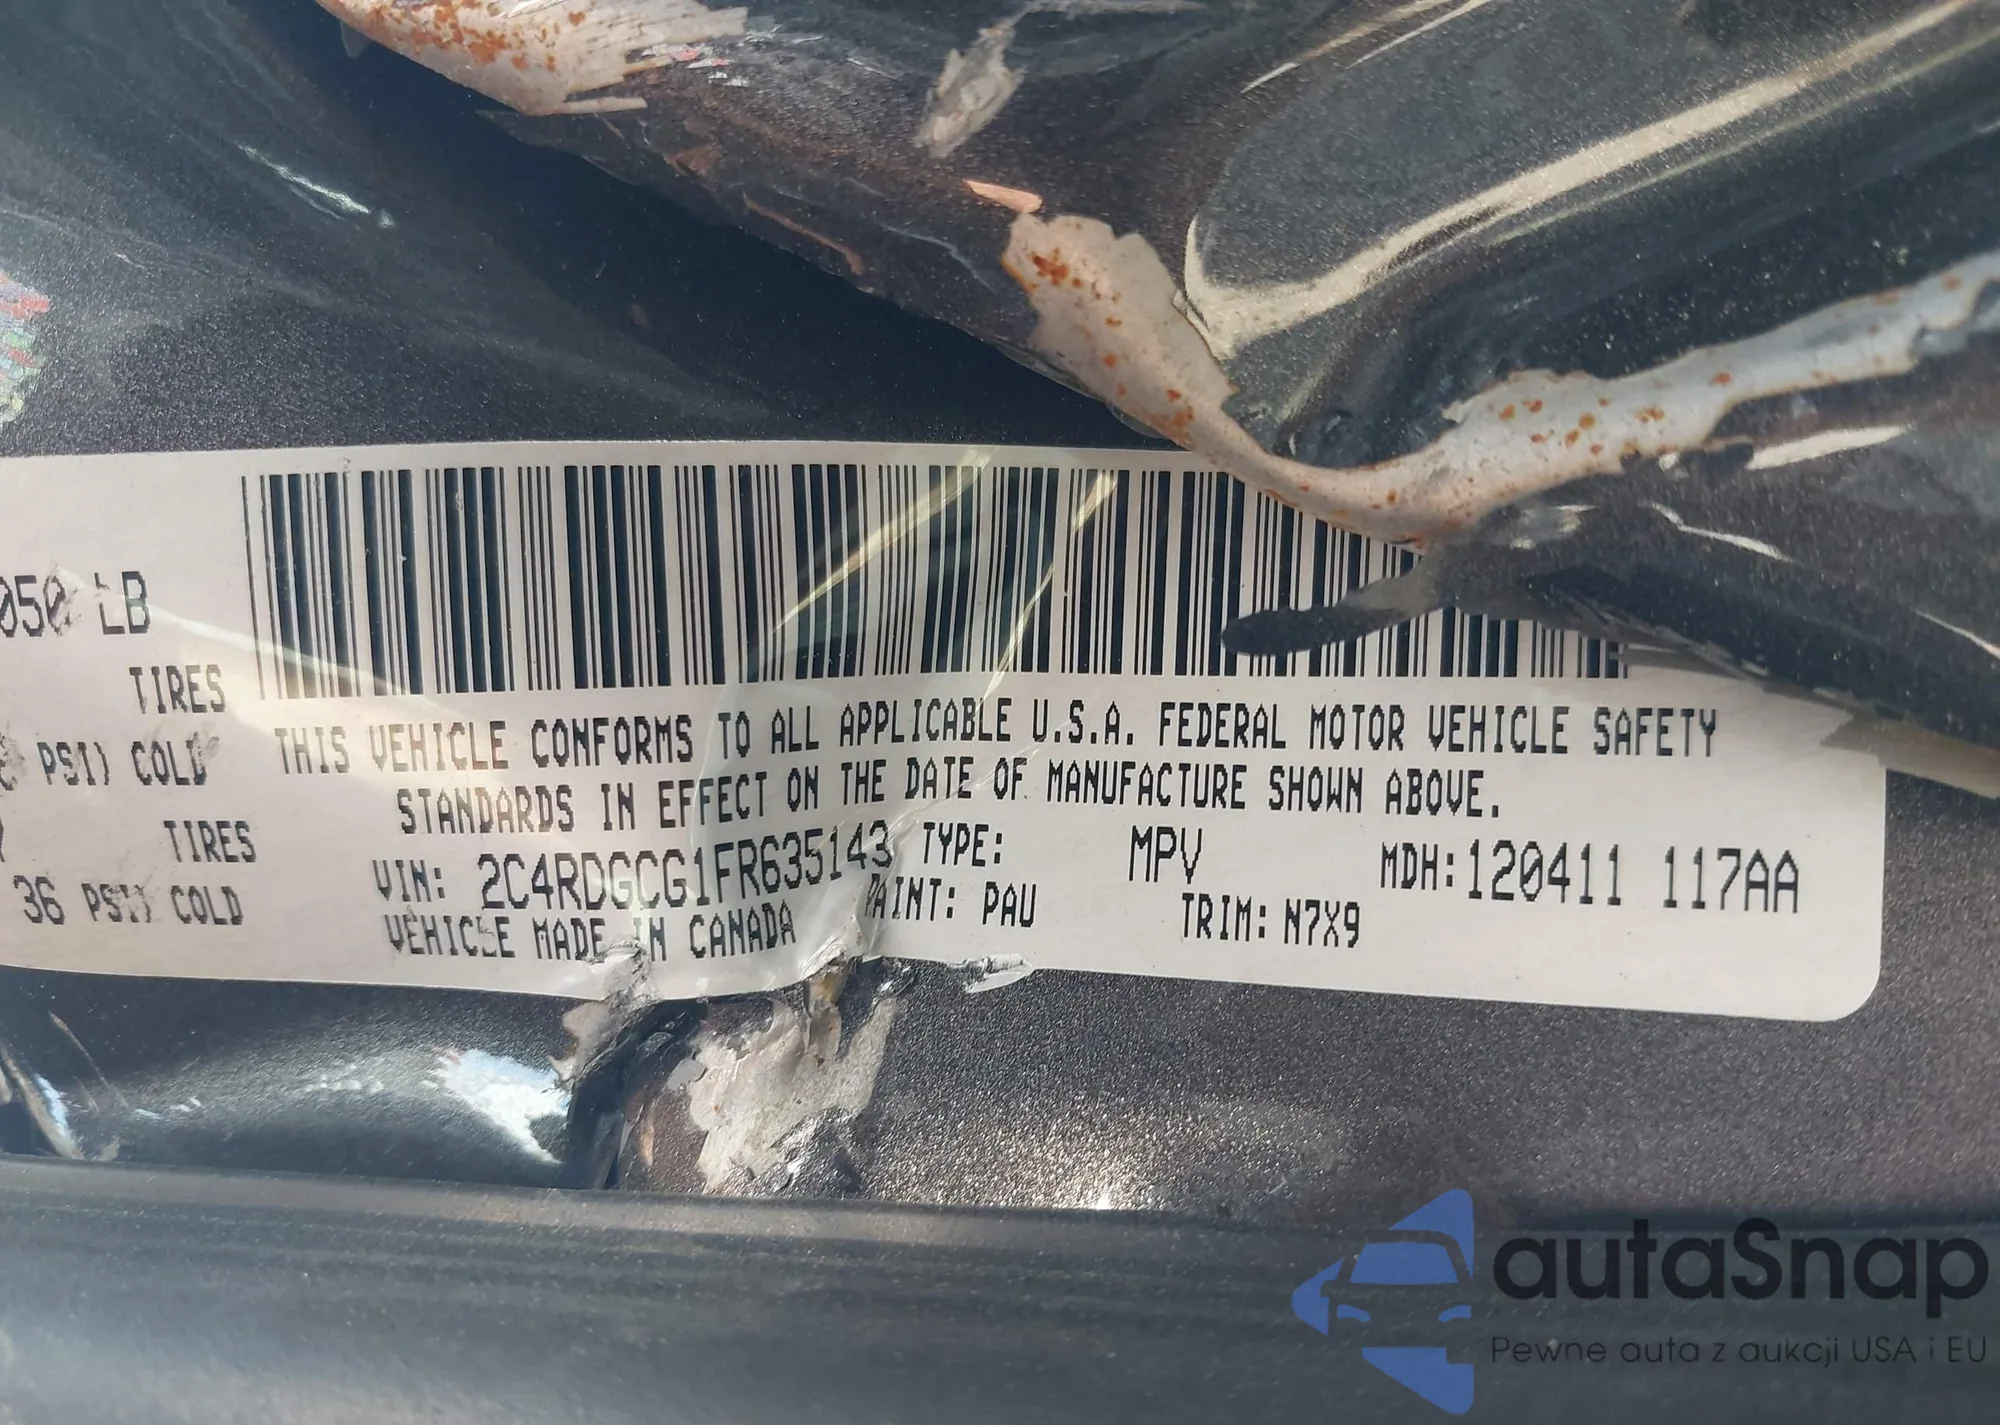 050 LB
TIRES
PSI) COLD
TIRES
36 PSI) COLD
THIS VEHICLE CONFORMS TO ALL APPLICABLE U.S.A. FEDERAL MOTOR VEHICLE SAFETY
STANDARDS IN EFFECT ON THE DATE OF MANUFACTURE SHOWN ABOVE.
VIN: 2C4RDGCG1FR635143 TYPE: MPV MDH: 120411 117AA
VEHICLE MADE IN CANADA PAINT: PAU TRIM: N7X9
autaSnap
Pewne auta z aukcji USA i EU